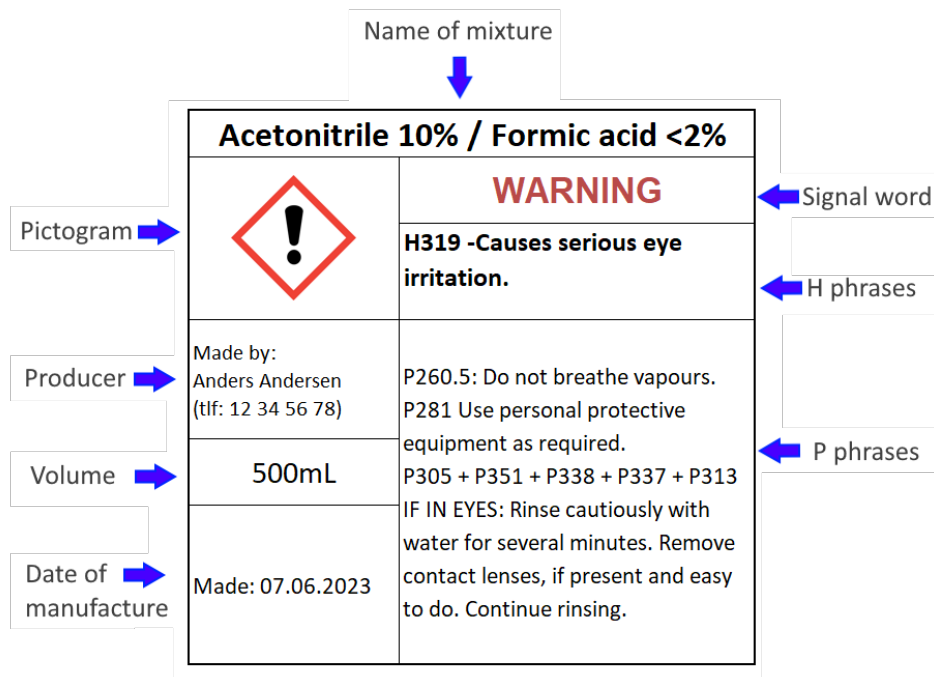 Name of mixture
Acetonitrile 10% / Formic acid <2%
WARNING
Signal word
Pictogram
H319 -Causes serious eye
irritation.
H phrases
Producer
Made by:
Anders Andersen
(tlf: 12 34 56 78)
Volume
500mL
Date of
manufacture
Made: 07.06.2023
P260.5: Do not breathe vapours.
P281 Use personal protective
equipment as required.
P305 + P351 + P338 + P337 + P313
IF IN EYES: Rinse cautiously with
water for several minutes. Remove
contact lenses, if present and easy
to do. Continue rinsing.
P phrases